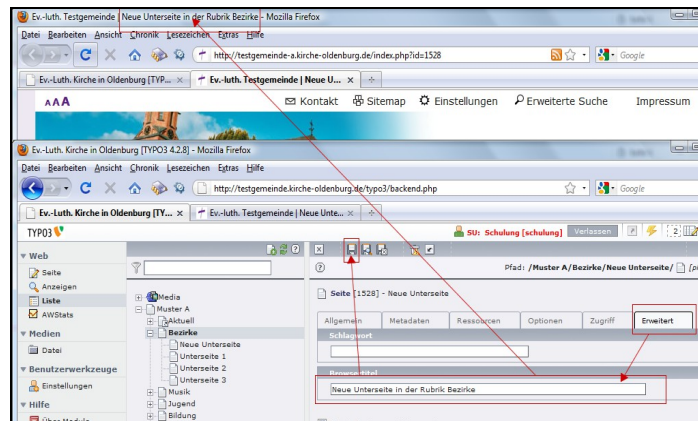 Ev.-luth. Testgemeinde | Neue Unterseite in der Rubrik Bezirke - Mozilla Firefox
Datei Bearbeiten Ansicht Chronik Lesezeichen Extras Hilfe
http://testgemeinde-a.kirche-oldenburg.de/index.php?id=1528
Google
Ev.-Luth. Kirche in Oldenburg [TYP...
Ev.-luth. Testgemeinde | Neue U...
AAA
Kontakt
Sitemap
Einstellungen
Erweiterte Suche
Impressum
Ev.-Luth. Kirche in Oldenburg [TYPO3 4.2.8] - Mozilla Firefox
Datei Bearbeiten Ansicht Chronik Lesezeichen Extras Hilfe
http://testgemeinde.kirche-oldenburg.de/typo3/backend.php
Google
Ev.-Luth. Kirche in Oldenburg [TY...
Ev.-luth. Testgemeinde | Neue Unte...
TYPO3
SU: Schulung [schulung]
Verlassen
2
Web
Seite
Anzeigen
Liste
AWStats
Medien
Datei
Benutzerwerkzeuge
Einstellungen
Hilfe
Über Module
Media
Muster A
Aktuell
Bezirke
Neue Unterseite
Unterseite 1
Unterseite 2
Unterseite 3
Musik
Jugend
Bildung
Pfad: /Muster A/Bezirke/Neue Unterseite/
Seite [1528] - Neue Unterseite
Allgemein
Metadaten
Ressourcen
Optionen
Zugriff
Erweitert
Schlagwort
Browsertitel
Neue Unterseite in der Rubrik Bezirke